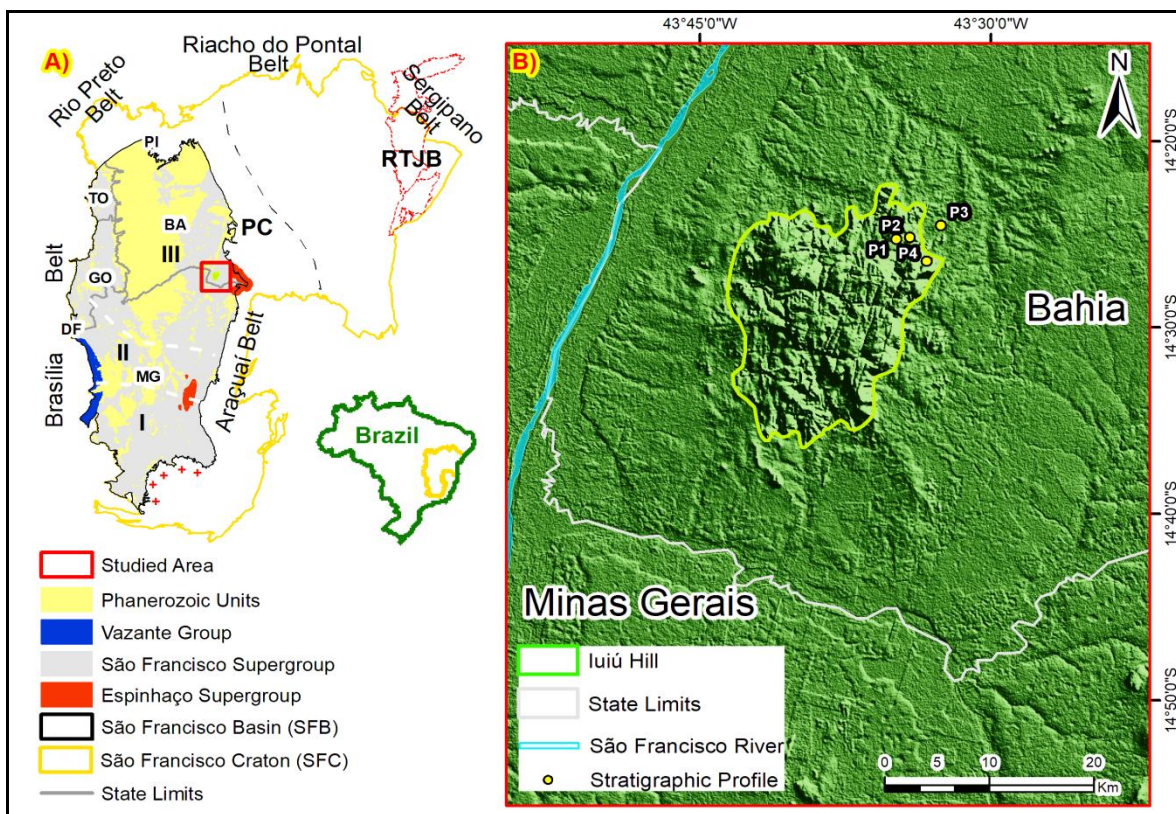 A)
Riacho do Pontal
Belt
Rio Preto
Belt
Sergipano
Belt
RTJB
PI
TO
BA
PC
III
Belt
GO
DF
II
MG
Brasília
I
Araçuaí Belt
Brazil
Studied Area
Phanerozoic Units
Vazante Group
São Francisco Supergroup
Espinhaço Supergroup
São Francisco Basin (SFB)
São Francisco Craton (SFC)
State Limits
43°45'0"W
43°30'0"W
B)
N
14°20'0"S
P2
P3
P1
P4
Bahia
14°30'0"S
14°40'0"S
Minas Gerais
14°50'0"S
Iuiú Hill
State Limits
São Francisco River
Stratigraphic Profile
0 5 10 20
Km